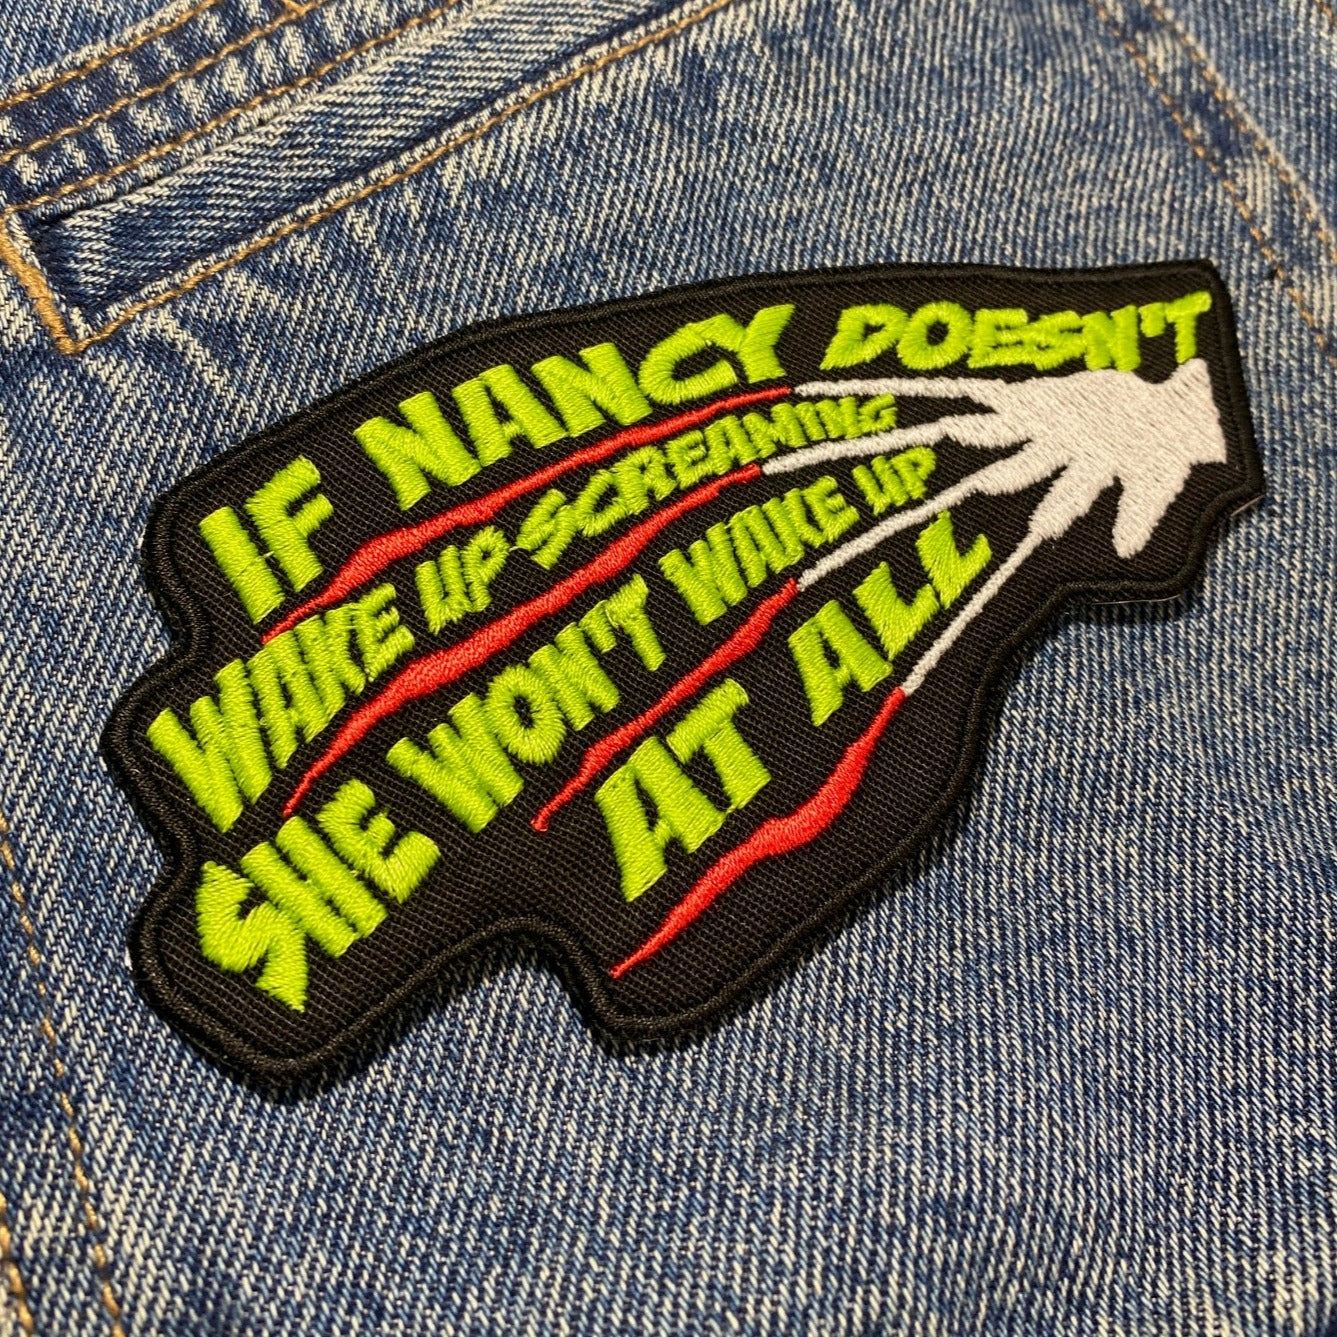 IF NANCY DOESN'T
WAKE UP SCREAMING
SHE WON'T WAKE UP
AT ALL